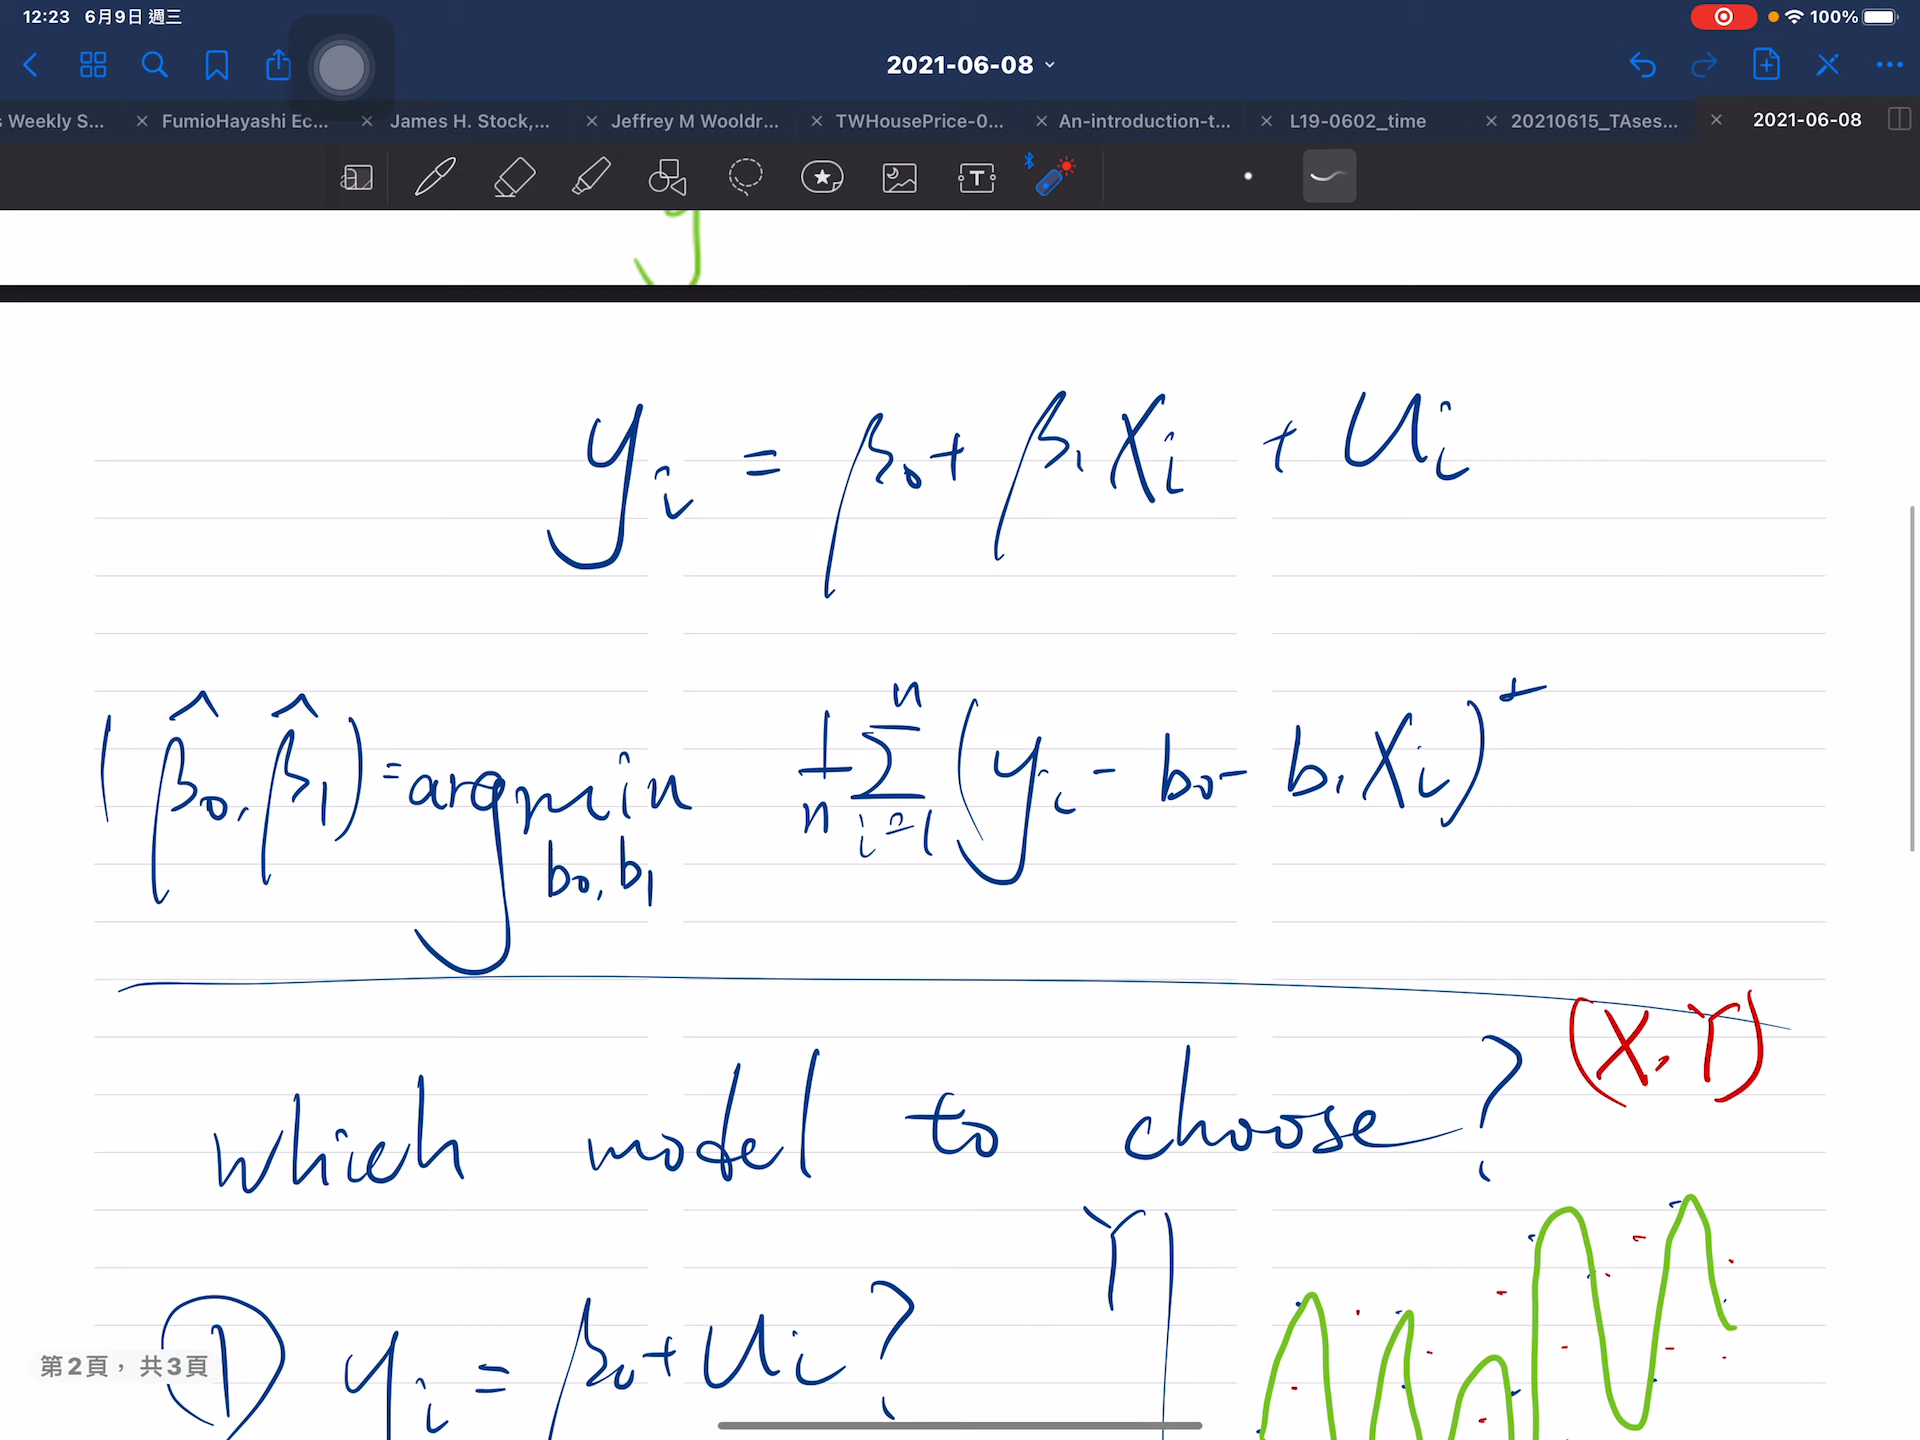 12:23 6月9日 週三 100%
2021-06-08
s Weekly S... × FumioHayashi Ec... × James H. Stock,... × Jeffrey M Wooldr... × TWHousePrice-0... × An-introduction-t... × L19-0602_time × 20210615_TAses... × 2021-06-08
y
yᵢ = β₀ + β₁Xᵢ + uᵢ
(β̂₀, β̂₁) = argmin 1/n Σ (yᵢ - b₀ - b₁Xᵢ)²
b₀, b₁ i=1 n
(X, Y)
which model to choose?
Y
① yᵢ = β₀ + uᵢ?
第2頁，共3頁